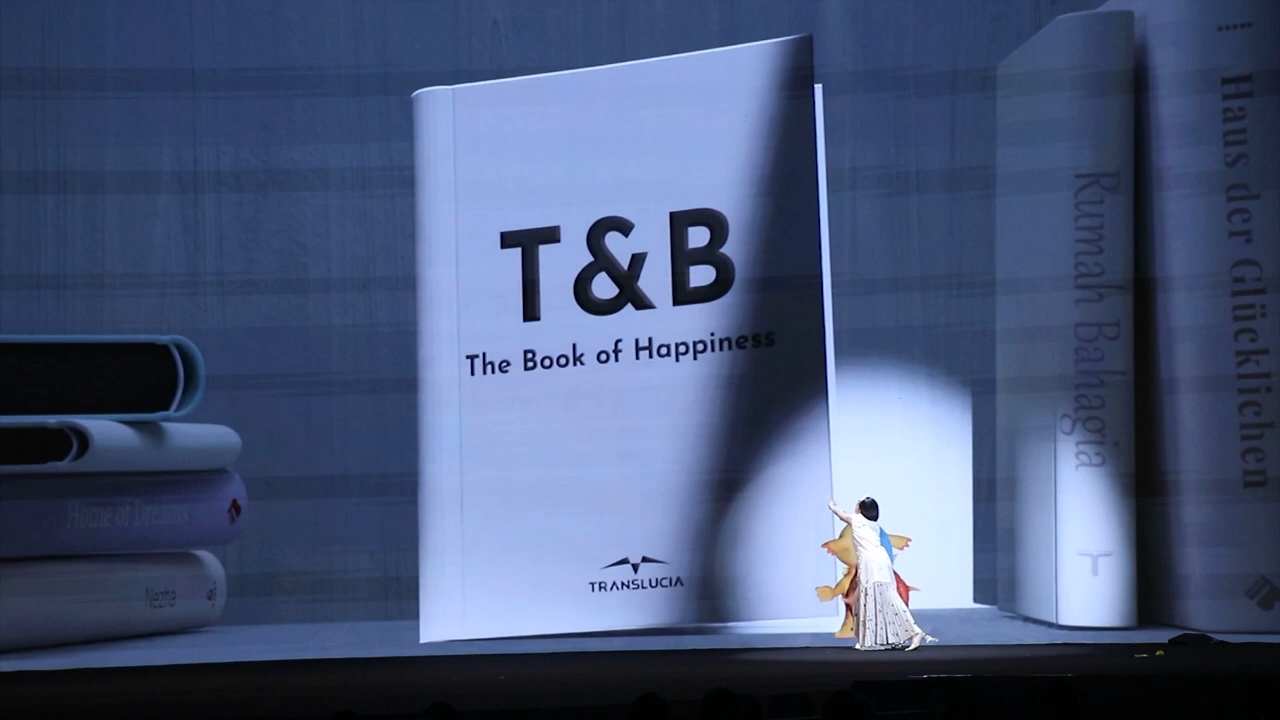 T&B
The Book of Happiness
TRANSLUCIA
Home of Dreams
Nezha
Rumah Bahagia
Haus der Glücklichen